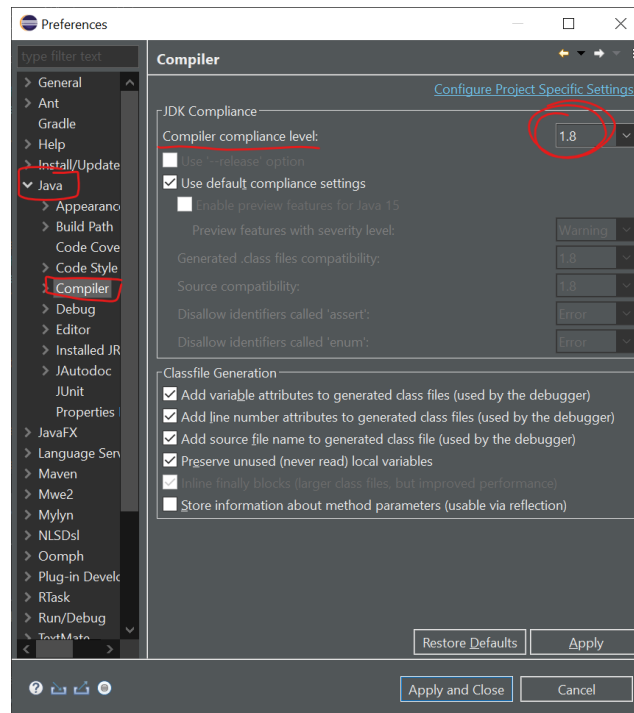 Preferences
type filter text
Compiler
General
Ant
Gradle
Help
Install/Update
Java
Appearanc
Build Path
Code Cove
Code Style
Compiler
Debug
Editor
Installed JR
JAutodoc
JUnit
Properties
JavaFX
Language Serv
Maven
Mwe2
Mylyn
NLSDsl
Oomph
Plug-in Develc
RTask
Run/Debug
TextMate
Configure Project Specific Settings
JDK Compliance
Compiler compliance level: 1.8
Use '--release' option
Use default compliance settings
Enable preview features for Java 15
Preview features with severity level: Warning
Generated .class files compatibility: 1.8
Source compatibility: 1.8
Disallow identifiers called 'assert': Error
Disallow identifiers called 'enum': Error
Classfile Generation
Add variable attributes to generated class files (used by the debugger)
Add line number attributes to generated class files (used by the debugger)
Add source file name to generated class file (used by the debugger)
Preserve unused (never read) local variables
Inline finally blocks (larger class files, but improved performance)
Store information about method parameters (usable via reflection)
Restore Defaults
Apply
Apply and Close
Cancel